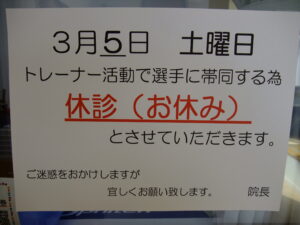 3月5日　土曜日
トレーナー活動で選手に帯同する為
休診（お休み）
とさせていただきます。
ご迷惑をおかけしますが
宜しくお願い致します。　院長